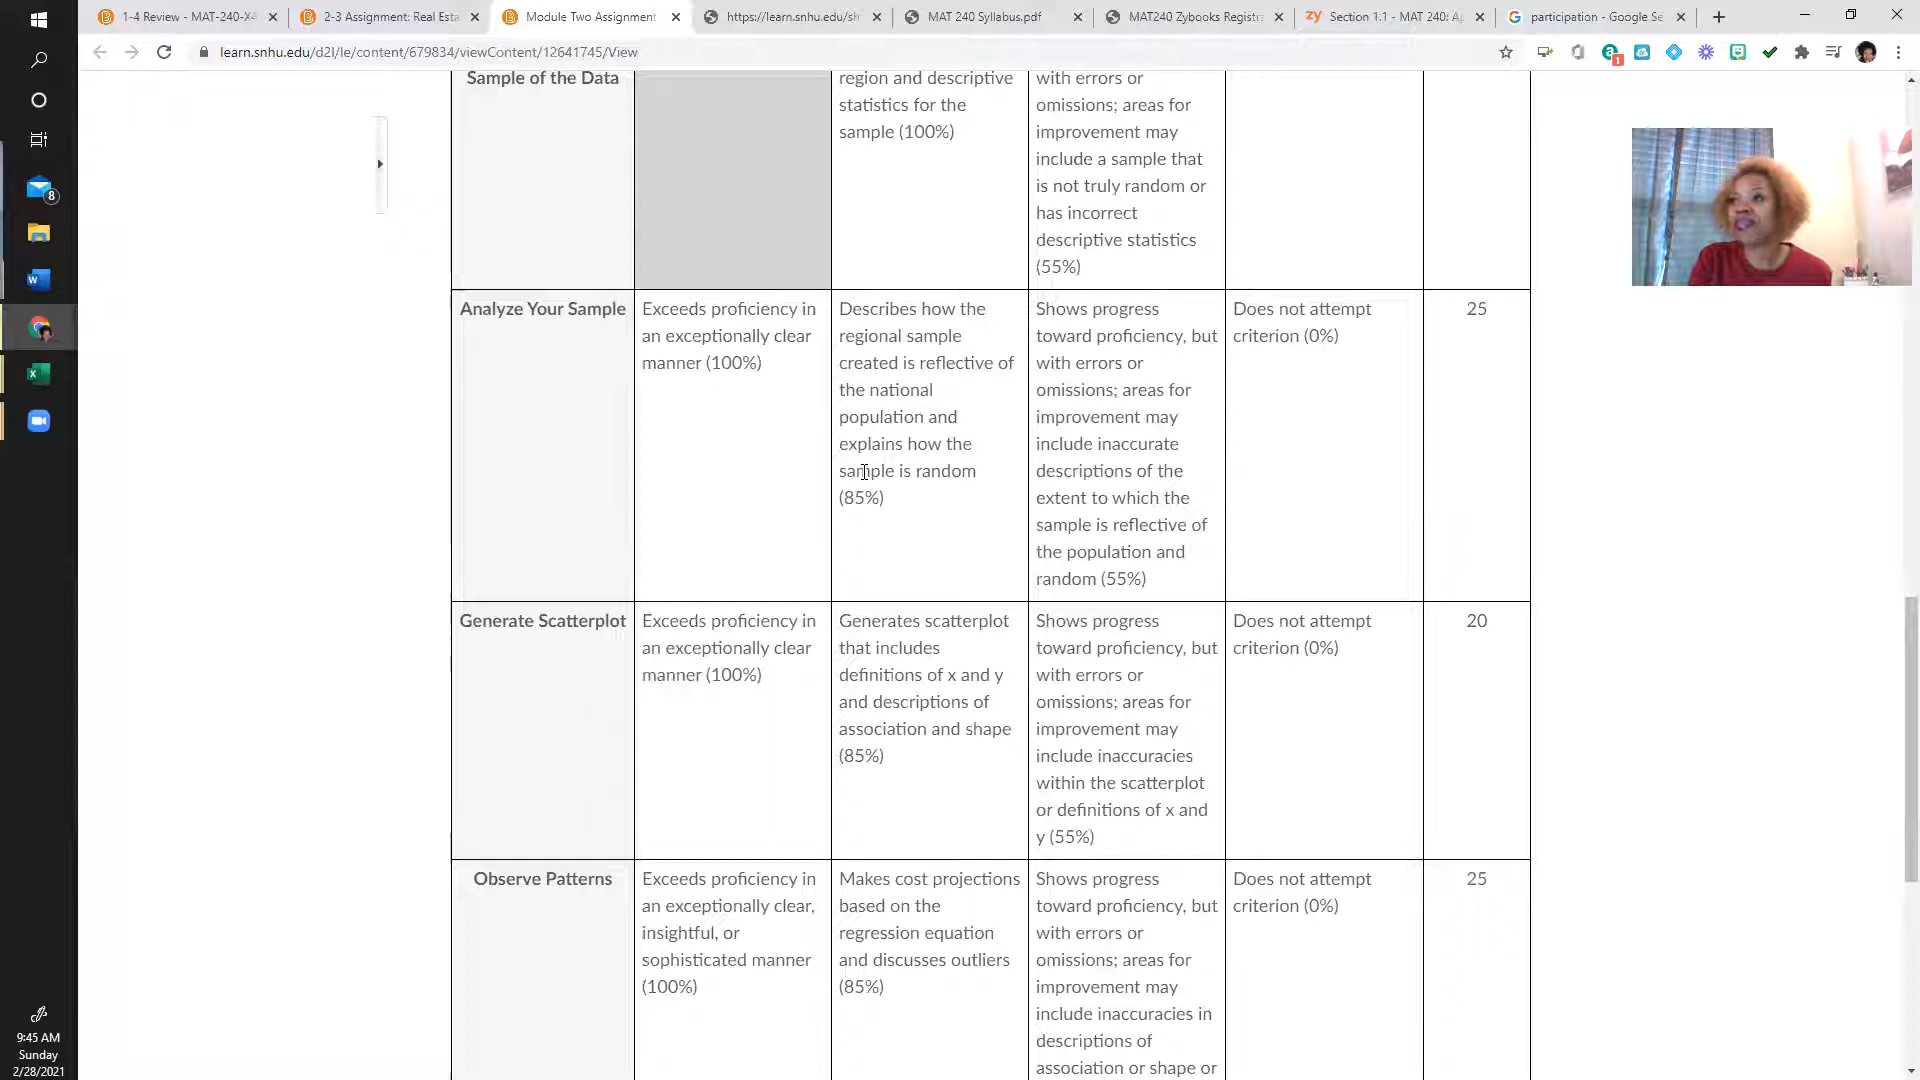 1-4 Review - MAT-240-X4
2-3 Assignment: Real Esta
Module Two Assignment
https://learn.snhu.edu/sh
MAT 240 Syllabus.pdf
MAT240 Zybooks Registr
Section 1.1 - MAT 240: A
participation - Google Se
learn.snhu.edu/d2l/le/content/679834/viewContent/12641745/View
1
8
Sample of the Data
region and descriptive
statistics for the
sample (100%)
with errors or
omissions; areas for
improvement may
include a sample that
is not truly random or
has incorrect
descriptive statistics
(55%)
Analyze Your Sample
Exceeds proficiency in
an exceptionally clear
manner (100%)
Describes how the
regional sample
created is reflective of
the national
population and
explains how the
sample is random
(85%)
Shows progress
toward proficiency, but
with errors or
omissions; areas for
improvement may
include inaccurate
descriptions of the
extent to which the
sample is reflective of
the population and
random (55%)
Does not attempt
criterion (0%)
25
Generate Scatterplot
Exceeds proficiency in
an exceptionally clear
manner (100%)
Generates scatterplot
that includes
definitions of x and y
and descriptions of
association and shape
(85%)
Shows progress
toward proficiency, but
with errors or
omissions; areas for
improvement may
include inaccuracies
within the scatterplot
or definitions of x and
y (55%)
Does not attempt
criterion (0%)
20
Observe Patterns
Exceeds proficiency in
an exceptionally clear,
insightful, or
sophisticated manner
(100%)
Makes cost projections
based on the
regression equation
and discusses outliers
(85%)
Shows progress
toward proficiency, but
with errors or
omissions; areas for
improvement may
include inaccuracies in
descriptions of
association or shape or
Does not attempt
criterion (0%)
25
9:45 AM
Sunday
2/28/2021